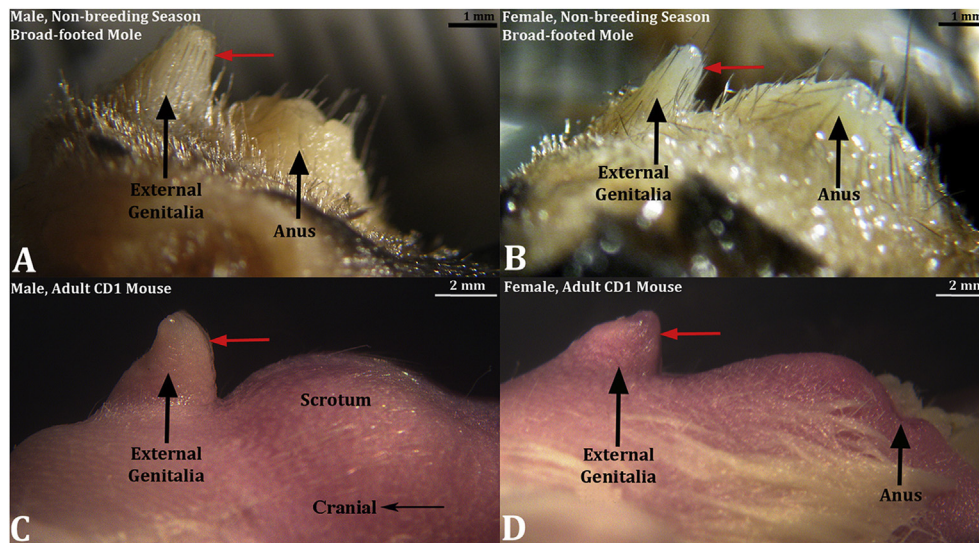 Male, Non-breeding Season
Broad-footed Mole
1 mm
External
Genitalia
Anus
A
Female, Non-breeding Season
Broad-footed Mole
1 mm
External
Genitalia
Anus
B
Male, Adult CD1 Mouse
2 mm
Scrotum
External
Genitalia
Cranial
C
Female, Adult CD1 Mouse
2 mm
External
Genitalia
Anus
D